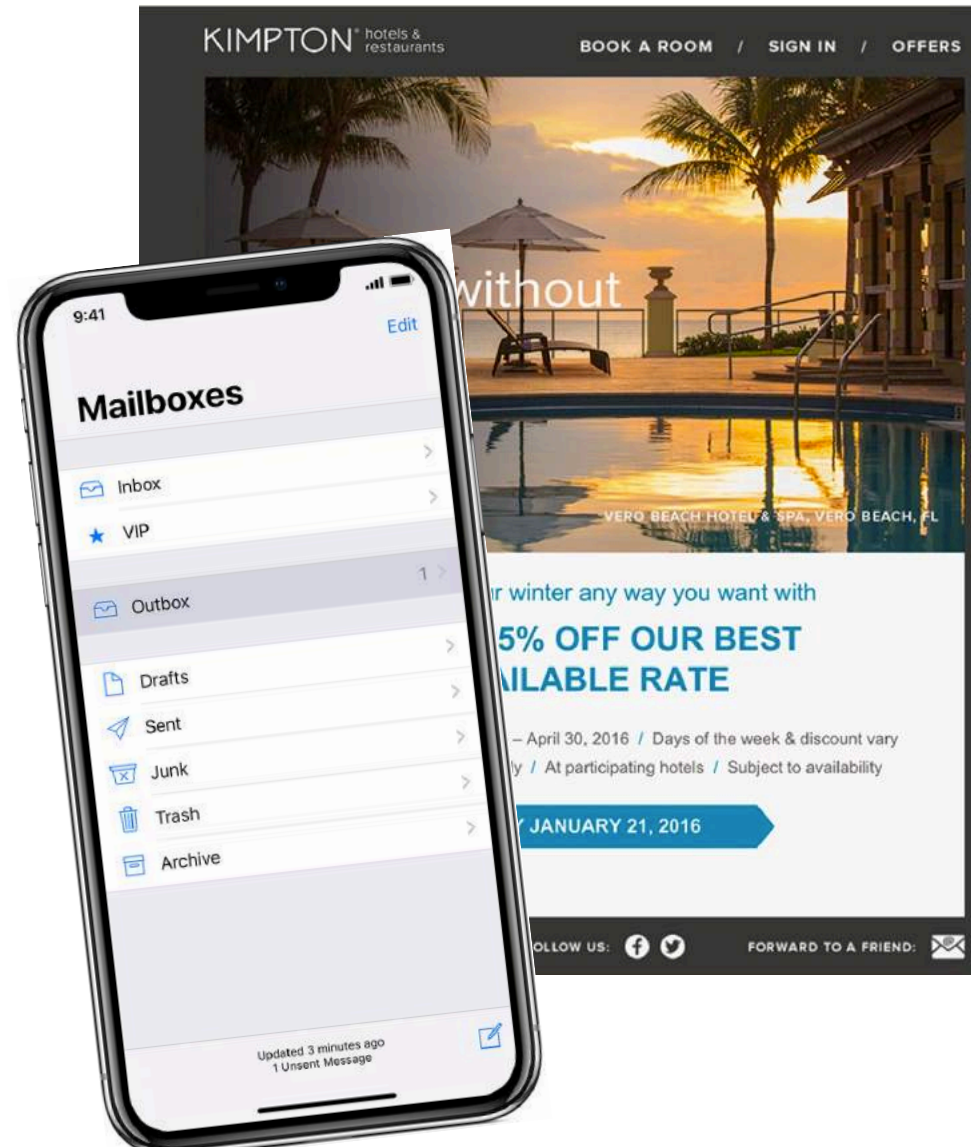 KIMPTON® hotels & restaurants
BOOK A ROOM / SIGN IN / OFFERS
without
VERO BEACH HOTEL & SPA, VERO BEACH, FL
winter any way you want with
5% OFF OUR BEST
RATE
– April 30, 2016 / Days of the week & discount vary
/ At participating hotels / Subject to availability
JANUARY 21, 2016
US:
FORWARD TO A FRIEND:
9:41
Edit
Mailboxes
Inbox
VIP
Outbox 1
Drafts
Sent
Junk
Trash
Archive
Updated 3 minutes ago
1 Unsent Message